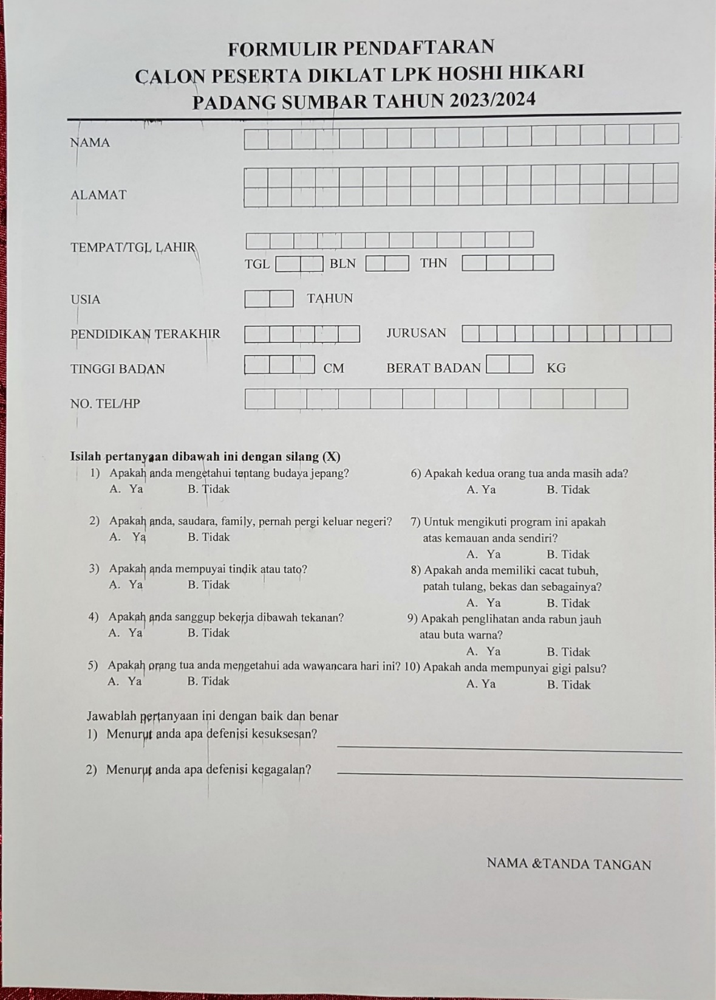 FORMULIR PENDAFTARAN
CALON PESERTA DIKLAT LPK HOSHI HIKARI
PADANG SUMBAR TAHUN 2023/2024
NAMA
ALAMAT
TEMPAT/TGL LAHIR
TGL BLN THN
USIA TAHUN
PENDIDIKAN TERAKHIR JURUSAN
TINGGI BADAN CM BERAT BADAN KG
NO. TEL/HP
Isilah pertanyaan dibawah ini dengan silang (X)
1) Apakah anda mengetahui tentang budaya jepang?
A. Ya B. Tidak
2) Apakah anda, saudara, family, pernah pergi keluar negeri?
A. Ya B. Tidak
3) Apakah anda mempuyai tindik atau tato?
A. Ya B. Tidak
4) Apakah anda sanggup bekerja dibawah tekanan?
A. Ya B. Tidak
5) Apakah orang tua anda mengetahui ada wawancara hari ini?
A. Ya B. Tidak
6) Apakah kedua orang tua anda masih ada?
A. Ya B. Tidak
7) Untuk mengikuti program ini apakah
atas kemauan anda sendiri?
A. Ya B. Tidak
8) Apakah anda memiliki cacat tubuh,
patah tulang, bekas dan sebagainya?
A. Ya B. Tidak
9) Apakah penglihatan anda rabun jauh
atau buta warna?
A. Ya B. Tidak
10) Apakah anda mempunyai gigi palsu?
A. Ya B. Tidak
Jawablah pertanyaan ini dengan baik dan benar
1) Menurut anda apa defenisi kesuksesan?
2) Menurut anda apa defenisi kegagalan?
NAMA &TANDA TANGAN